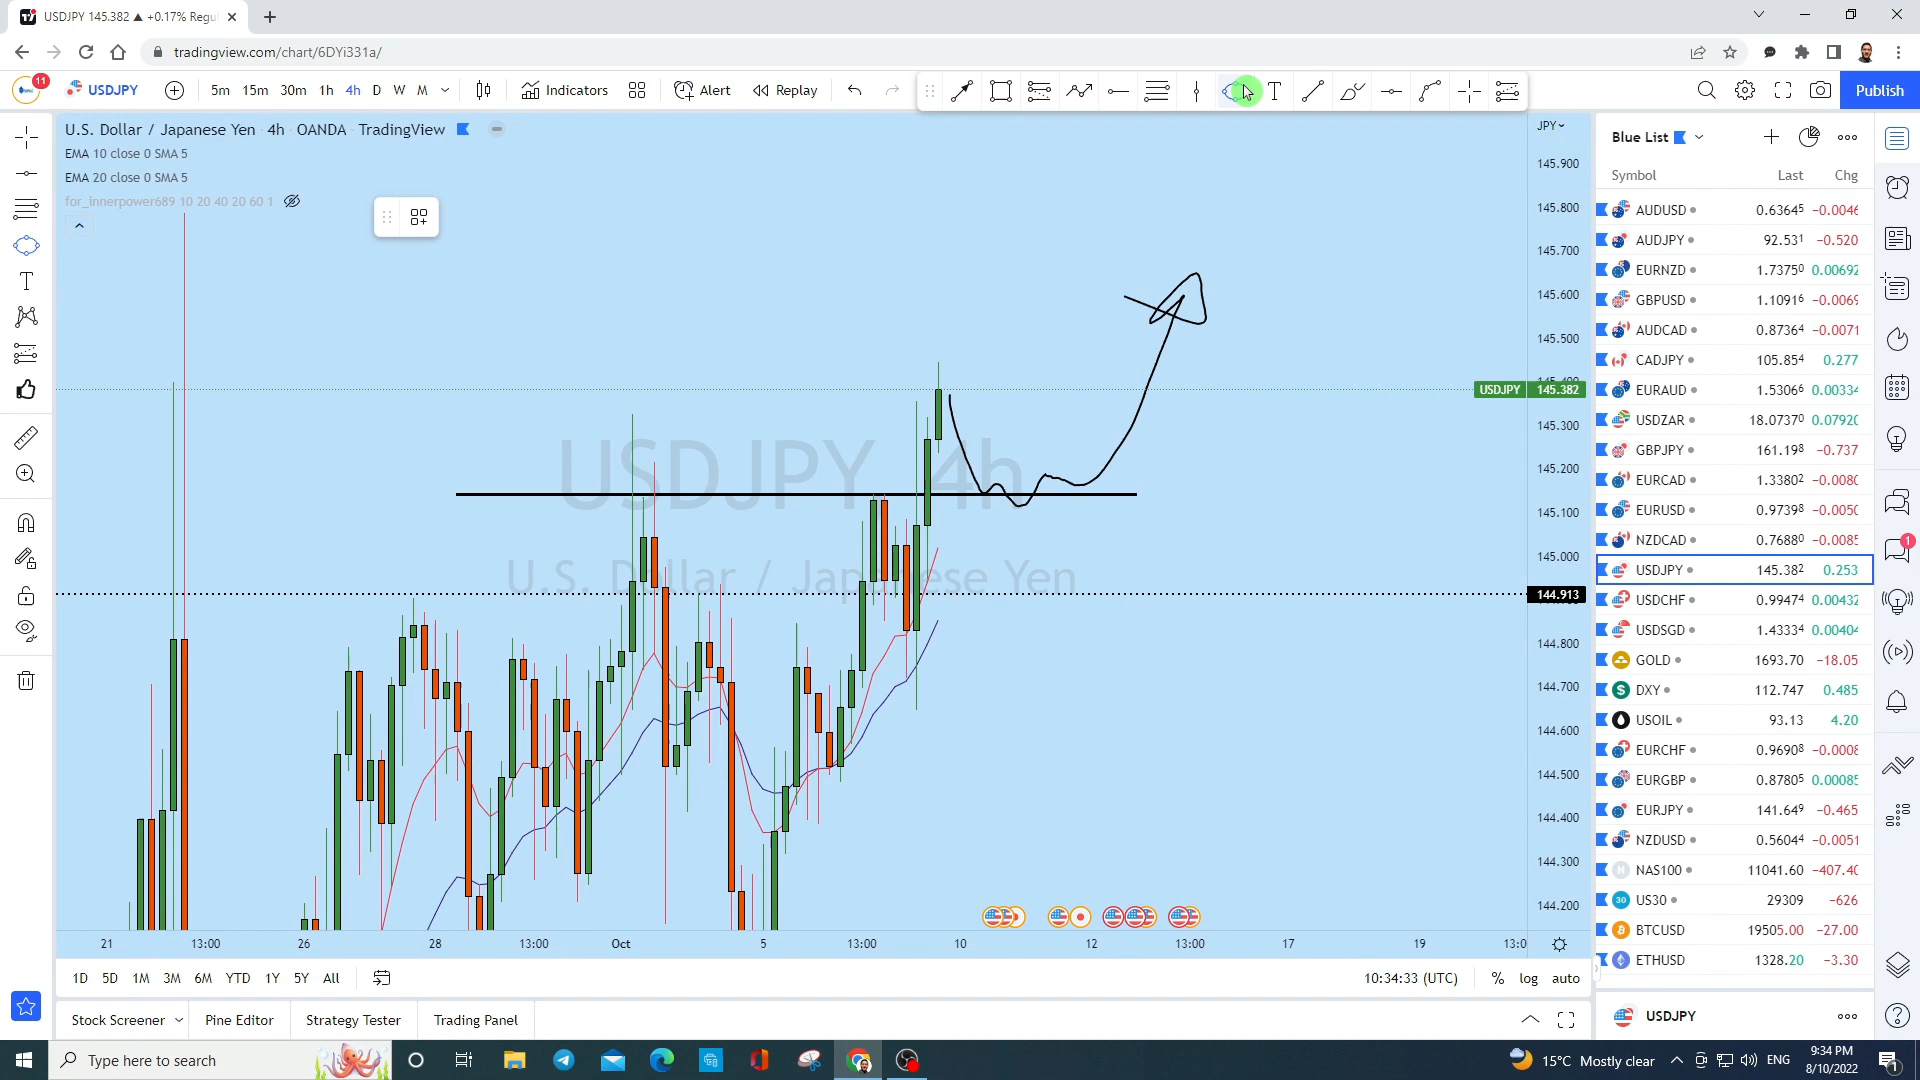 USDJPY 145.382 ▲ +0.17% Regu
tradingview.com/chart/6DYi331a/
11
USDJPY
5m 15m 30m 1h 4h D W M
Indicators
Alert
Replay
Publish
U.S. Dollar / Japanese Yen 4h OANDA TradingView
EMA 10 close 0 SMA 5
EMA 20 close 0 SMA 5
for_innerpower689 10 20 40 20 60 1
USDJPY 4h
U.S. Dollar / Japanese Yen
JPY
145.900
145.800
145.700
145.600
145.500
USDJPY 145.382
145.300
145.200
145.100
145.000
144.913
144.800
144.700
144.600
144.500
144.400
144.300
144.200
21 13:00 26 28 13:00 Oct 5 13:00 10 12 13:00 17 19 13:0
1D 5D 1M 3M 6M YTD 1Y 5Y All
10:34:33 (UTC) % log auto
Stock Screener Pine Editor Strategy Tester Trading Panel
Blue List
Symbol Last Chg
AUDUSD 0.63645 −0.0046
AUDJPY 92.531 −0.520
EURNZD 1.73750 0.00692
GBPUSD 1.10916 −0.0069
AUDCAD 0.87364 −0.0071
CADJPY 105.854 0.277
EURAUD 1.53066 0.00334
USDZAR 18.07370 0.07920
GBPJPY 161.198 −0.737
EURCAD 1.33802 −0.0080
EURUSD 0.97398 −0.0050
NZDCAD 0.76880 −0.0085
USDJPY 145.382 0.253
USDCHF 0.99474 0.00432
USDSGD 1.43334 0.00404
GOLD 1693.70 −18.05
DXY 112.747 0.485
USOIL 93.13 4.20
EURCHF 0.96908 −0.0008
EURGBP 0.87805 0.00085
EURJPY 141.649 −0.465
NZDUSD 0.56044 −0.0051
NAS100 11041.60 −407.40
US30 29309 −626
BTCUSD 19505.00 −27.00
ETHUSD 1328.20 −3.30
USDJPY
1
Type here to search
15°C Mostly clear
ENG
9:34 PM
8/10/2022
1